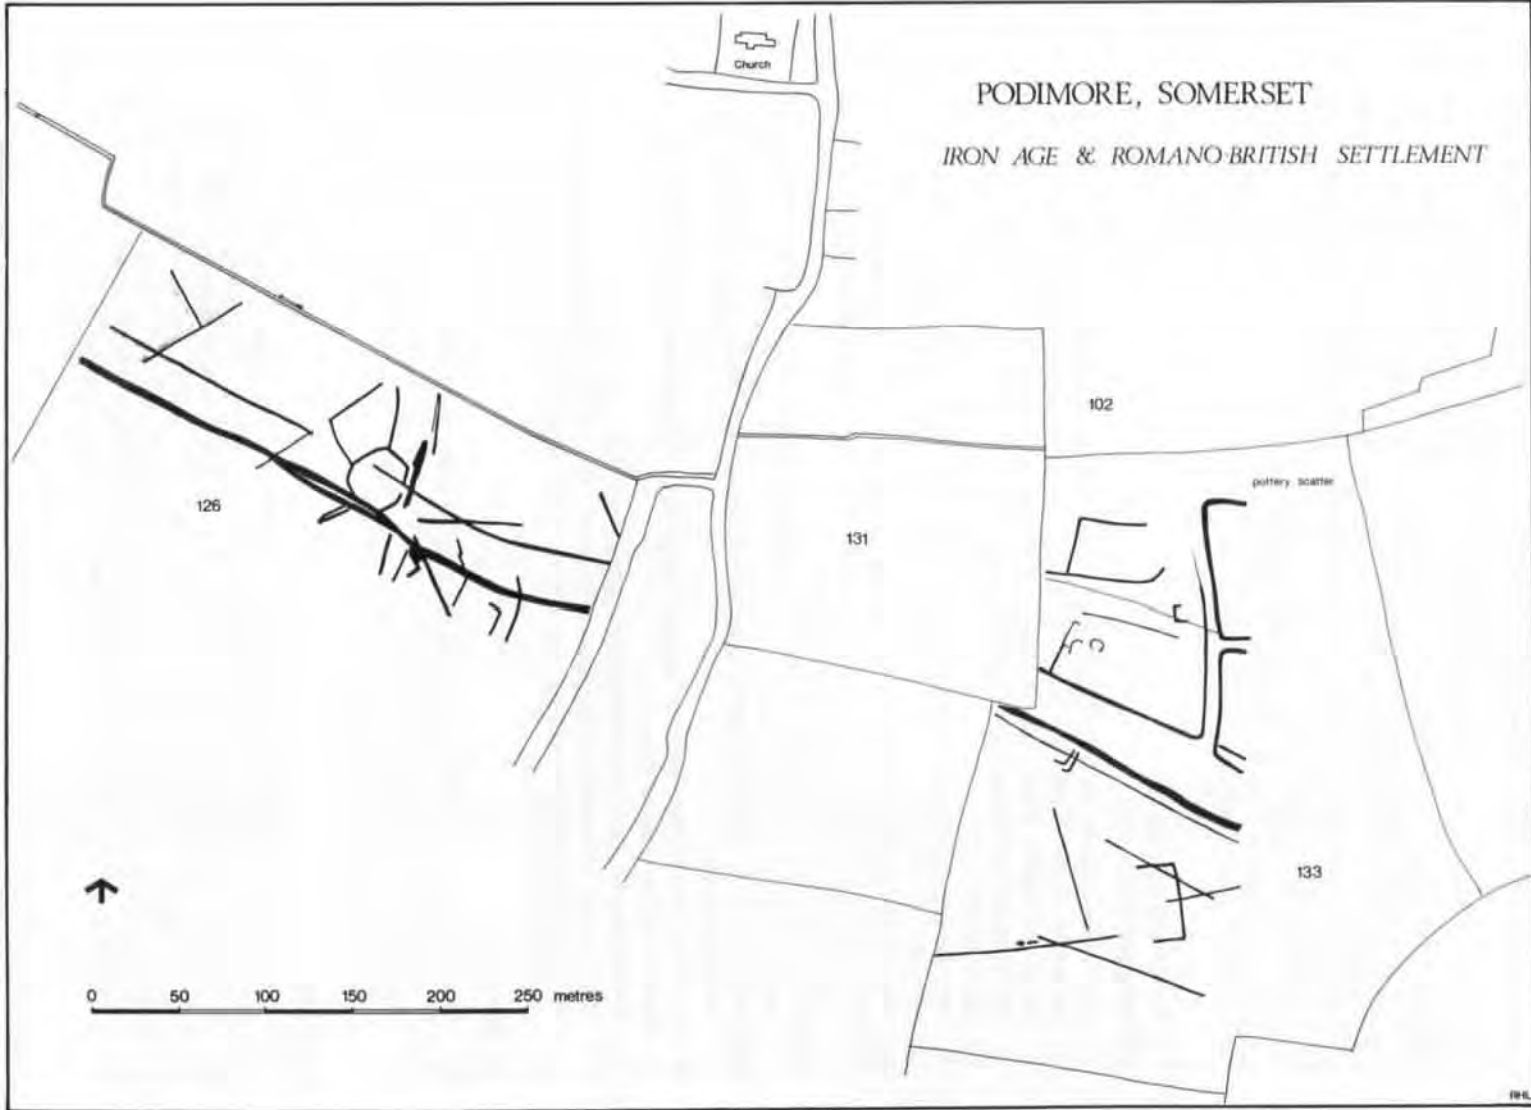 Church
PODIMORE, SOMERSET
IRON AGE & ROMANO-BRITISH SETTLEMENT
102
pottery scatter
126
131
133
0 50 100 150 200 250 metres